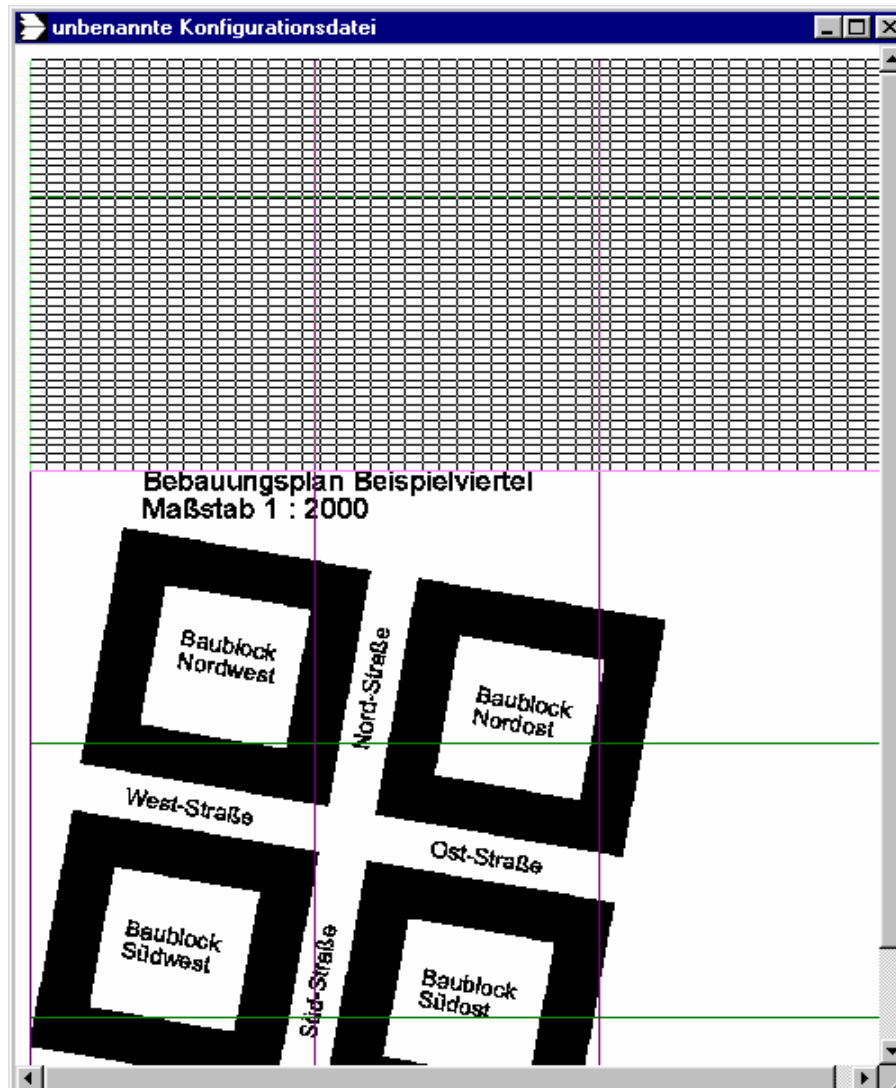 unbenannte Konfigurationsdatei
Bebauungsplan Beispielviertel
Maßstab 1 : 2000
Baublock
Nordwest
Nord-Straße
Baublock
Nordost
West-Straße
Ost-Straße
Baublock
Südwest
Süd-Straße
Baublock
Südost